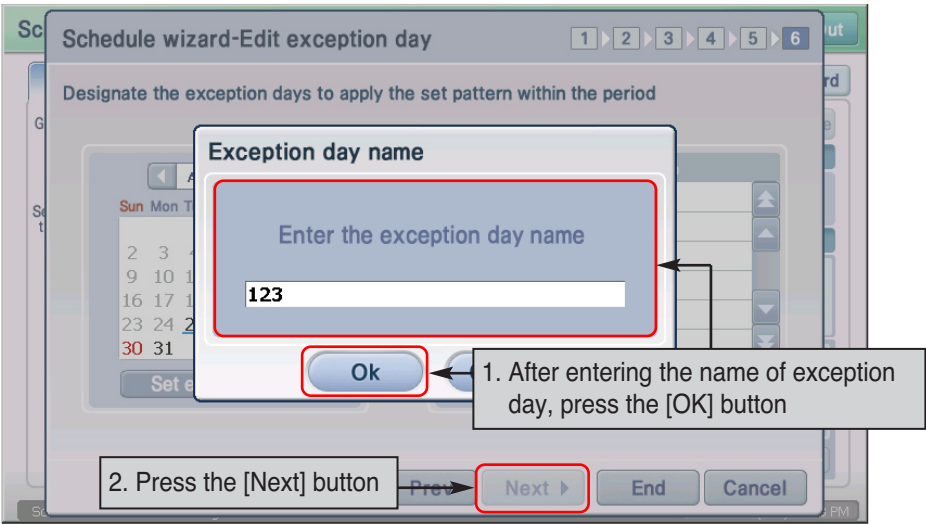 Schedule wizard-Edit exception day
1 2 3 4 5 6
Designate the exception days to apply the set pattern within the period
Exception day name
Sun Mon
Enter the exception day name
2 3
9 10
16 17
23 24
30 31
123
Ok
1. After entering the name of exception
day, press the [OK] button
2. Press the [Next] button
Prev Next End Cancel
PM